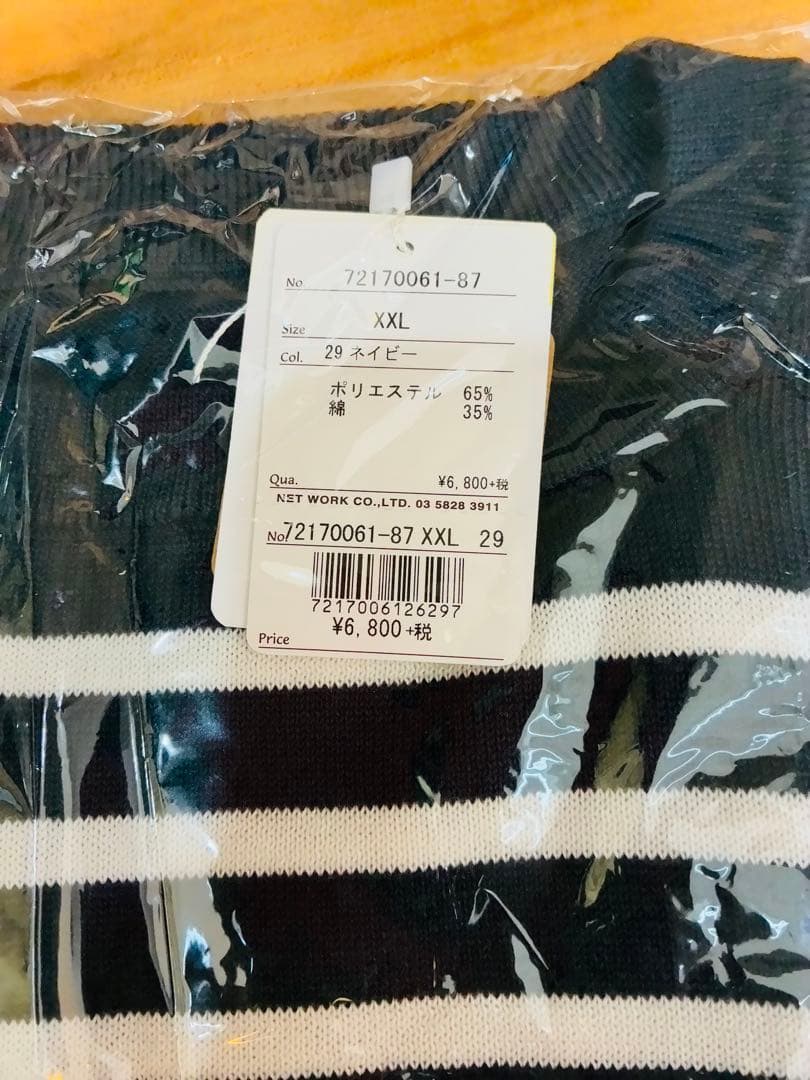 No 72170061-87
Size XXL
Col. 29 ネイビー
ポリエステル 65%
綿 35%
Qua. ¥6,800+税
NET WORK CO.,LTD. 03 5828 3911
No.72170061-87 XXL 29
7217006126297
Price ¥6,800+税